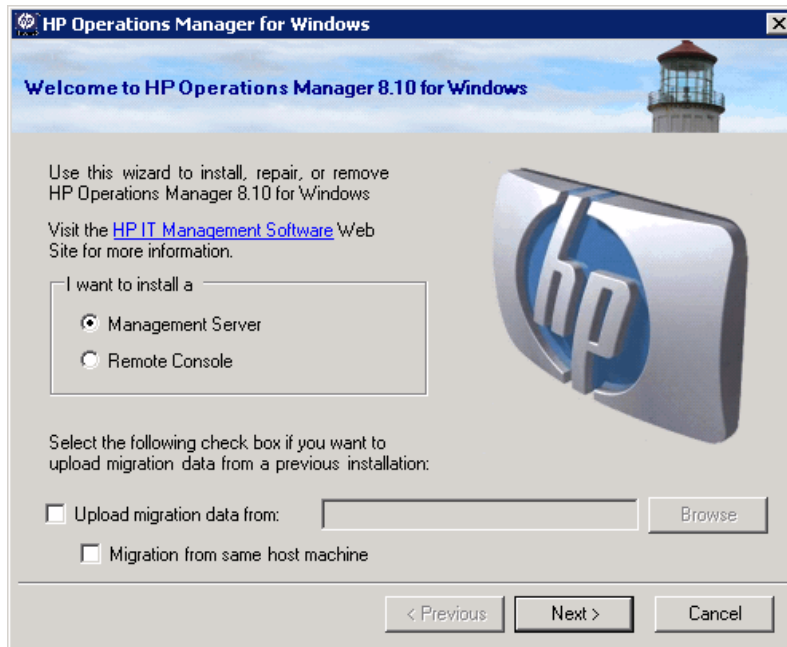 HP Operations Manager for Windows
Welcome to HP Operations Manager 8.10 for Windows
Use this wizard to install, repair, or remove
HP Operations Manager 8.10 for Windows
Visit the HP IT Management Software Web
Site for more information.
I want to install a
Management Server
Remote Console
hp
Select the following check box if you want to
upload migration data from a previous installation:
Upload migration data from:
Browse
Migration from same host machine
< Previous
Next >
Cancel